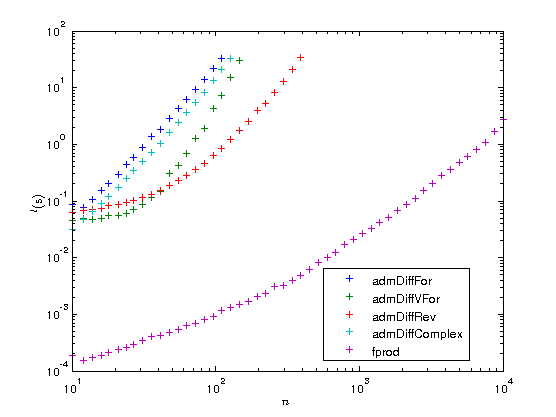 10^2
10^1
10^0
10^-1
10^-2
10^-3
10^-4
t(s)
10^1 10^2 10^3 10^4
n
admDiffFor
admDiffVFor
admDiffRev
admDiffComplex
fprod